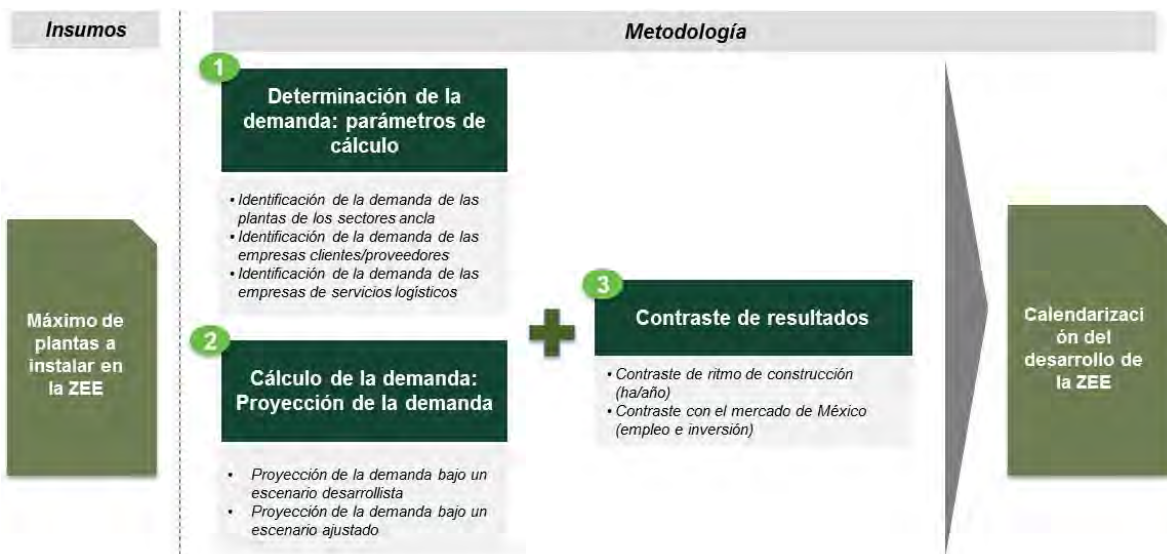 Insumos
Metodología
Máximo de
plantas a
instalar en
la ZEE
1
Determinación de la
demanda: parámetros de
cálculo
• Identificación de la demanda de las
plantas de los sectores ancla
• Identificación de la demanda de las
empresas clientes/proveedores
• Identificación de la demanda de las
empresas de servicios logísticos
2
Cálculo de la demanda:
Proyección de la demanda
• Proyección de la demanda bajo un
escenario desarrollista
• Proyección de la demanda bajo un
escenario ajustado
3
Contraste de resultados
• Contraste de ritmo de construcción
(ha/año)
• Contraste con el mercado de México
(empleo e inversión)
Calendarizaci
ón del
desarrollo de
la ZEE